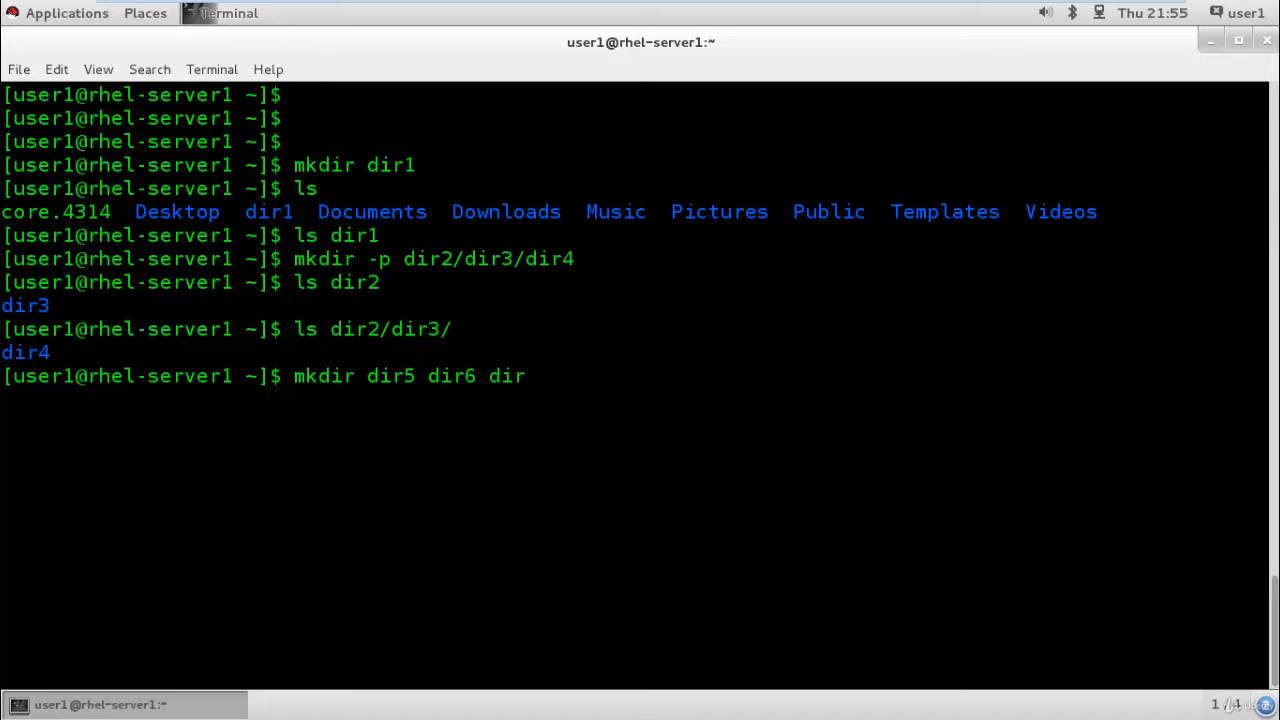 Applications Places Terminal Thu 21:55 user1
user1@rhel-server1:~
File Edit View Search Terminal Help
[user1@rhel-server1 ~]$
[user1@rhel-server1 ~]$
[user1@rhel-server1 ~]$
[user1@rhel-server1 ~]$ mkdir dir1
[user1@rhel-server1 ~]$ ls
core.4314 Desktop dir1 Documents Downloads Music Pictures Public Templates Videos
[user1@rhel-server1 ~]$ ls dir1
[user1@rhel-server1 ~]$ mkdir -p dir2/dir3/dir4
[user1@rhel-server1 ~]$ ls dir2
dir3
[user1@rhel-server1 ~]$ ls dir2/dir3/
dir4
[user1@rhel-server1 ~]$ mkdir dir5 dir6 dir
user1@rhel-server1:~ 1 / 4